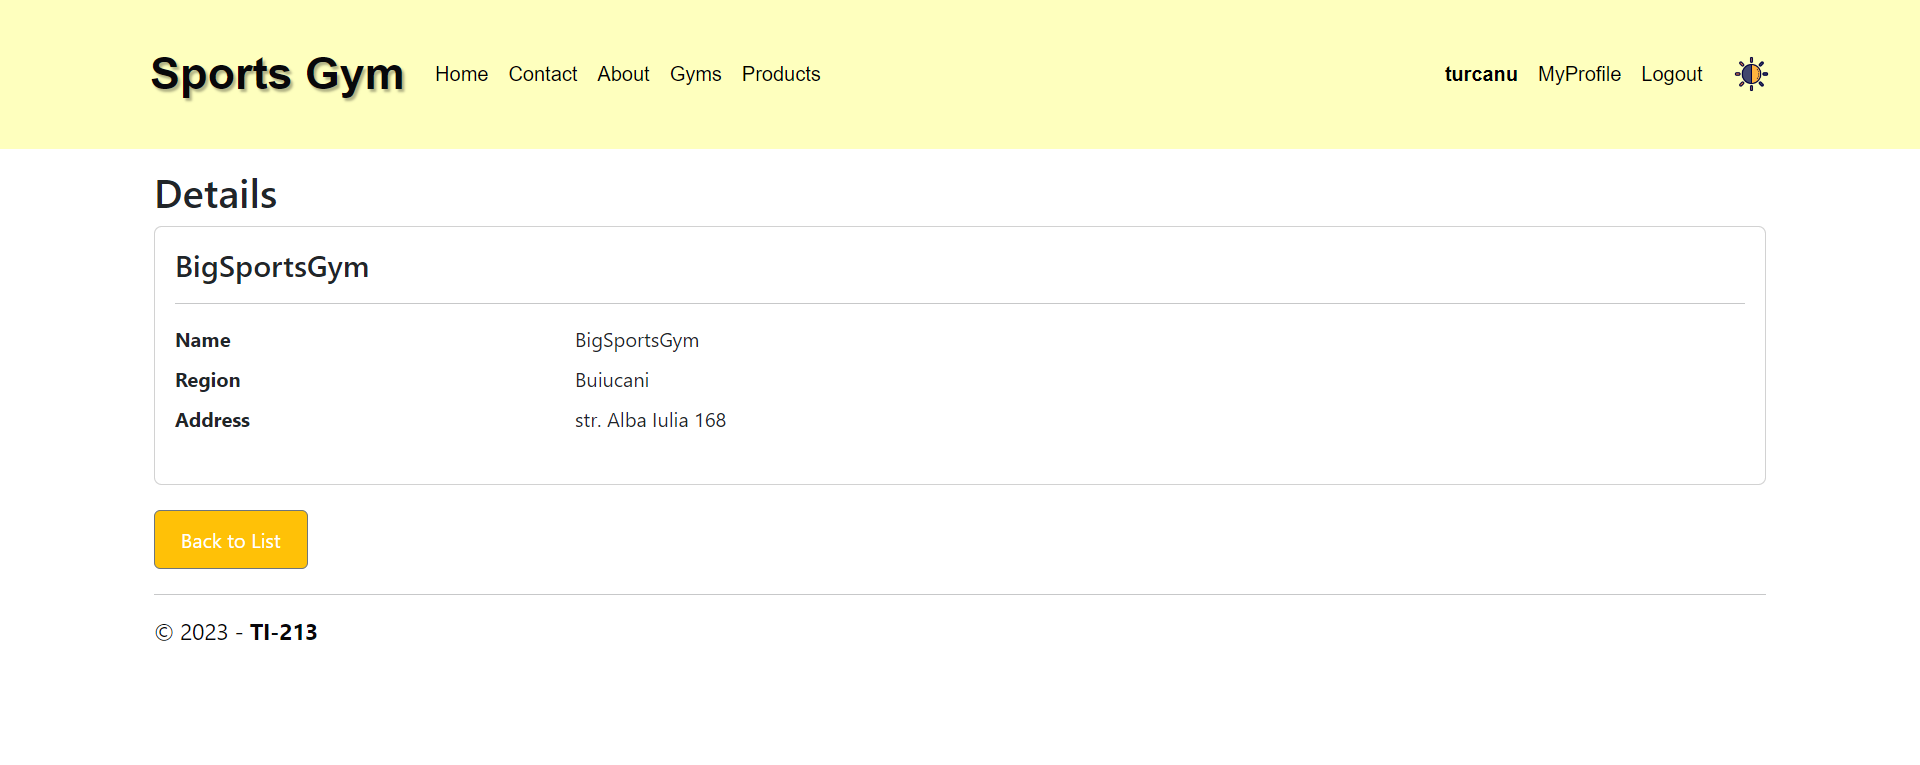 Sports Gym Home Contact About Gyms Products turcanu MyProfile Logout
Details
BigSportsGym
Name BigSportsGym
Region Buiucani
Address str. Alba Iulia 168
Back to List
© 2023 - TI-213